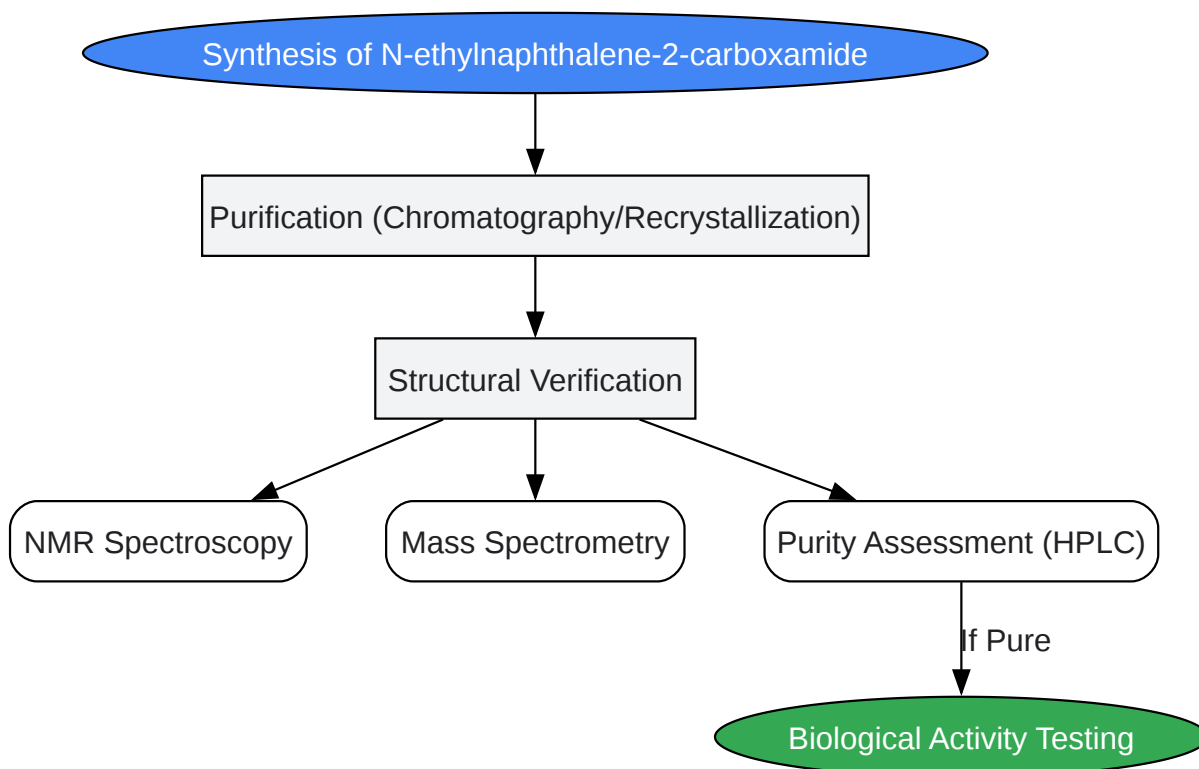 Synthesis of N-ethylnaphthalene-2-carboxamide
Purification (Chromatography/Recrystallization)
Structural Verification
NMR Spectroscopy
Mass Spectrometry
Purity Assessment (HPLC)
If Pure
Biological Activity Testing